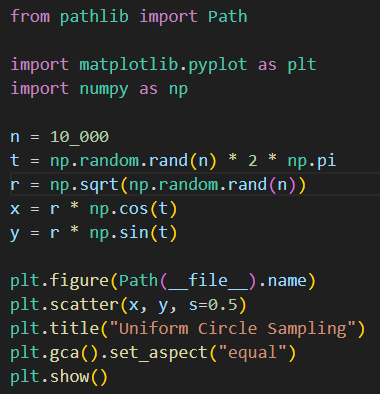 from pathlib import Path
import matplotlib.pyplot as plt
import numpy as np
n = 10_000
t = np.random.rand(n) * 2 * np.pi
r = np.sqrt(np.random.rand(n))
x = r * np.cos(t)
y = r * np.sin(t)
plt.figure(Path(__file__).name)
plt.scatter(x, y, s=0.5)
plt.title("Uniform Circle Sampling")
plt.gca().set_aspect("equal")
plt.show()